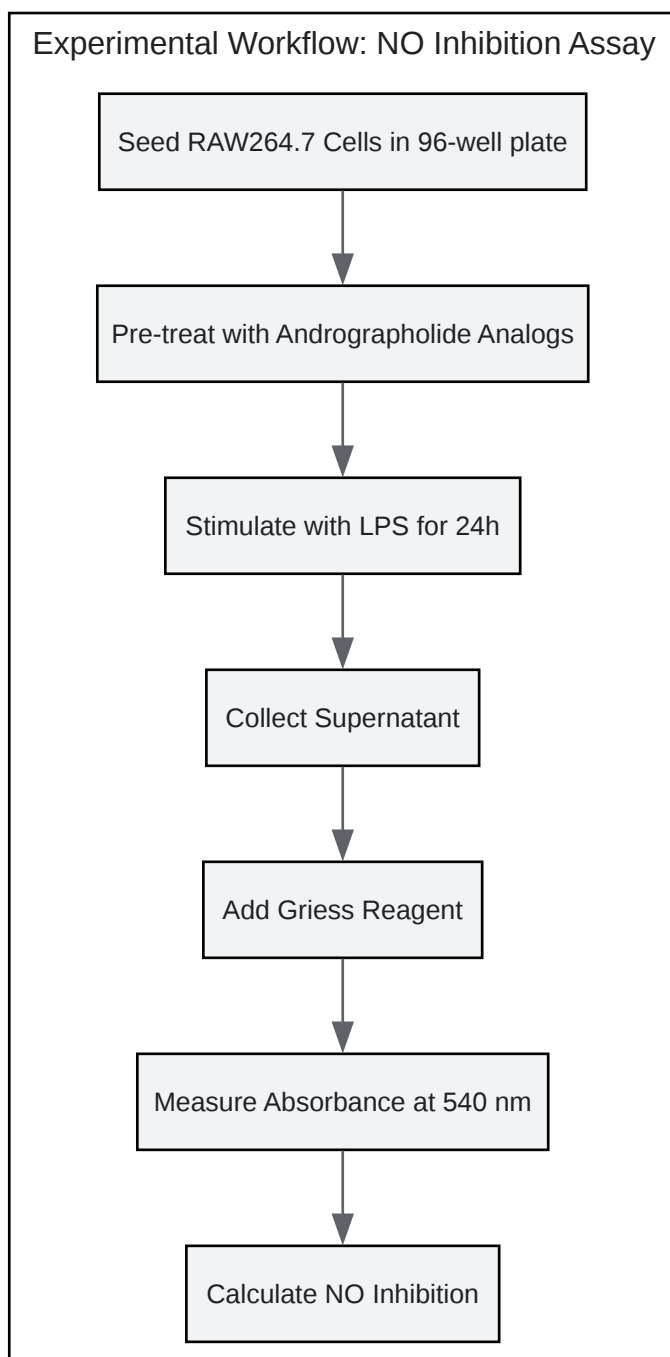 Experimental Workflow: NO Inhibition Assay
Seed RAW264.7 Cells in 96-well plate
Pre-treat with Andrographolide Analogs
Stimulate with LPS for 24h
Collect Supernatant
Add Griess Reagent
Measure Absorbance at 540 nm
Calculate NO Inhibition